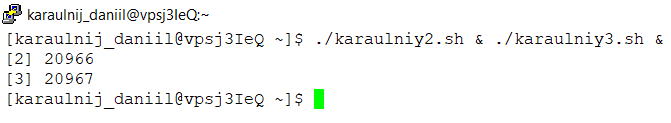 karaulnij_daniil@vpsj3IeQ:~
[karaulnij_daniil@vpsj3IeQ ~]$ ./karaulniy2.sh & ./karaulniy3.sh &
[2] 20966
[3] 20967
[karaulnij_daniil@vpsj3IeQ ~]$